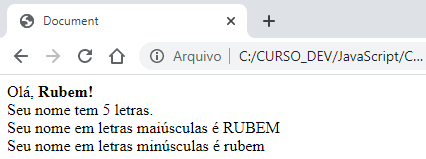 Document
Arquivo C:/CURSO_DEV/JavaScript/C...
Olá, Rubem!
Seu nome tem 5 letras.
Seu nome em letras maiúsculas é RUBEM
Seu nome em letras minúsculas é rubem